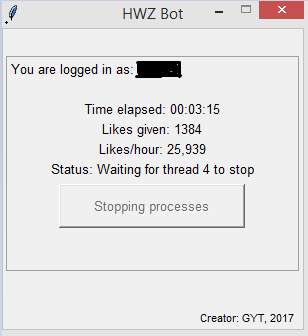 HWZ Bot
You are logged in as:
Time elapsed: 00:03:15
Likes given: 1384
Likes/hour: 25,939
Status: Waiting for thread 4 to stop
Stopping processes
Creator: GYT, 2017